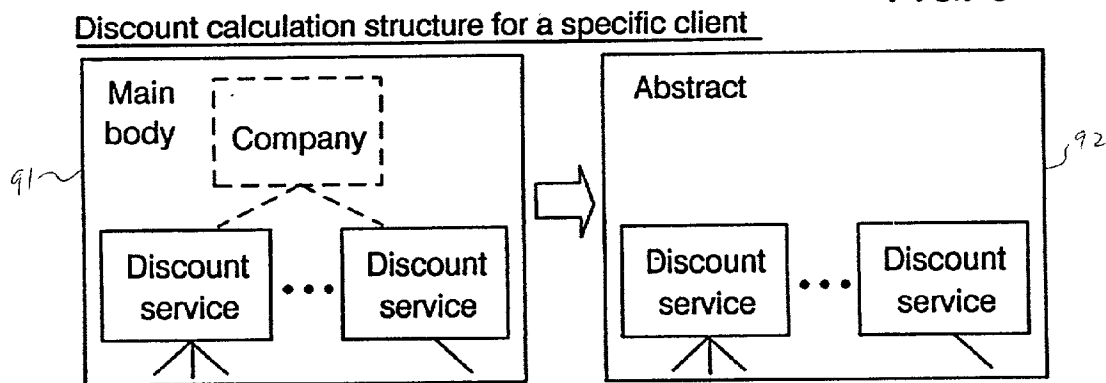 Discount calculation structure for a specific client
Main
body
Company
Discount
service
•••
Discount
service
91
Abstract
Discount
service
•••
Discount
service
92